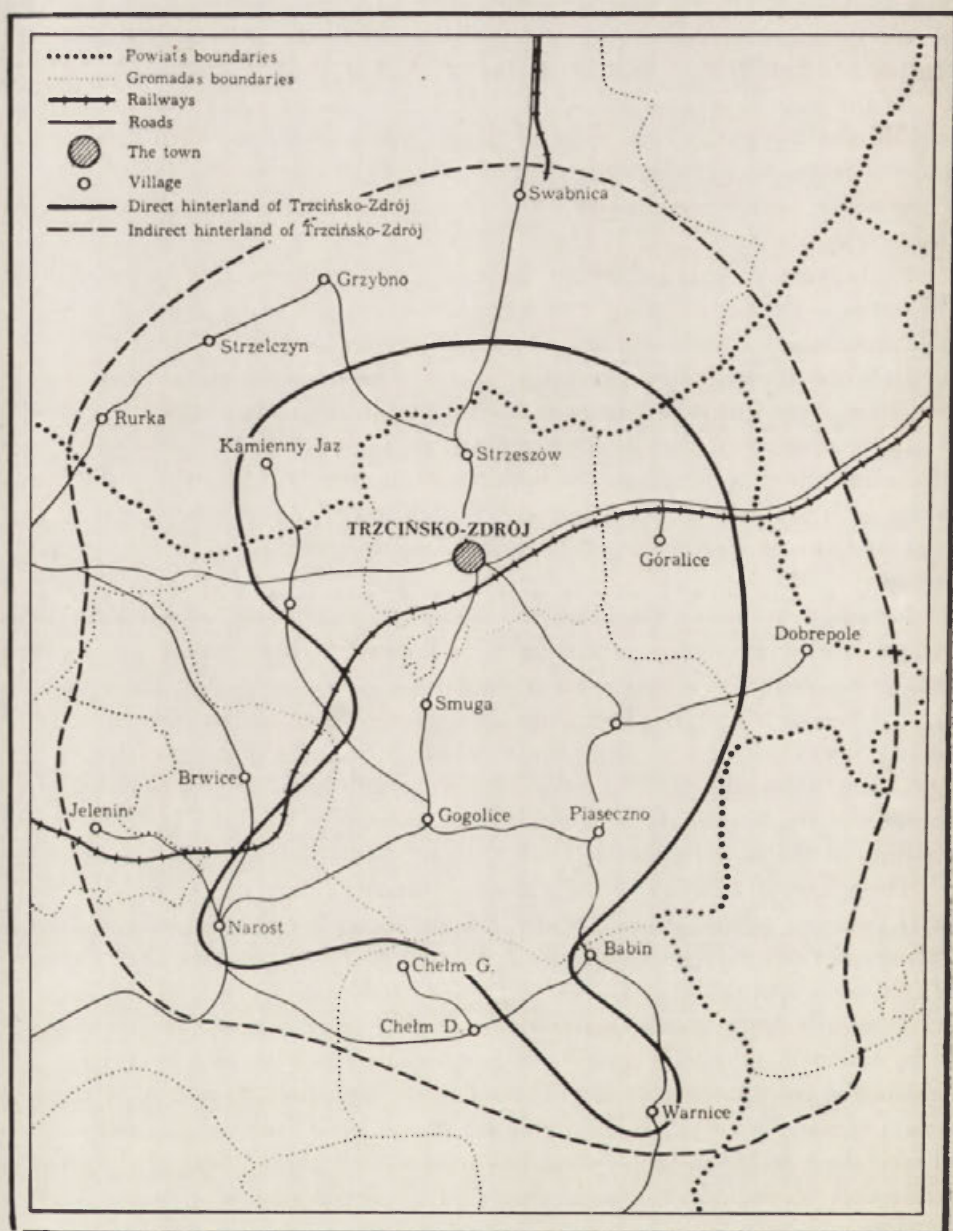 Powiats boundaries
Gromadas boundaries
Railways
Roads
The town
Village
Direct hinterland of Trzcińsko-Zdrój
Indirect hinterland of Trzcińsko-Zdrój
Swabnica
Grzybno
Strzelczyn
Rurka
Kamienny Jaz
Strzeszów
TRZCIŃSKO-ZDRÓJ
Góralice
Dobrepole
Smuga
Brwice
Jelenin
Gogolice
Piaseczno
Narost
Babin
Chełm G.
Chełm D.
Warnice